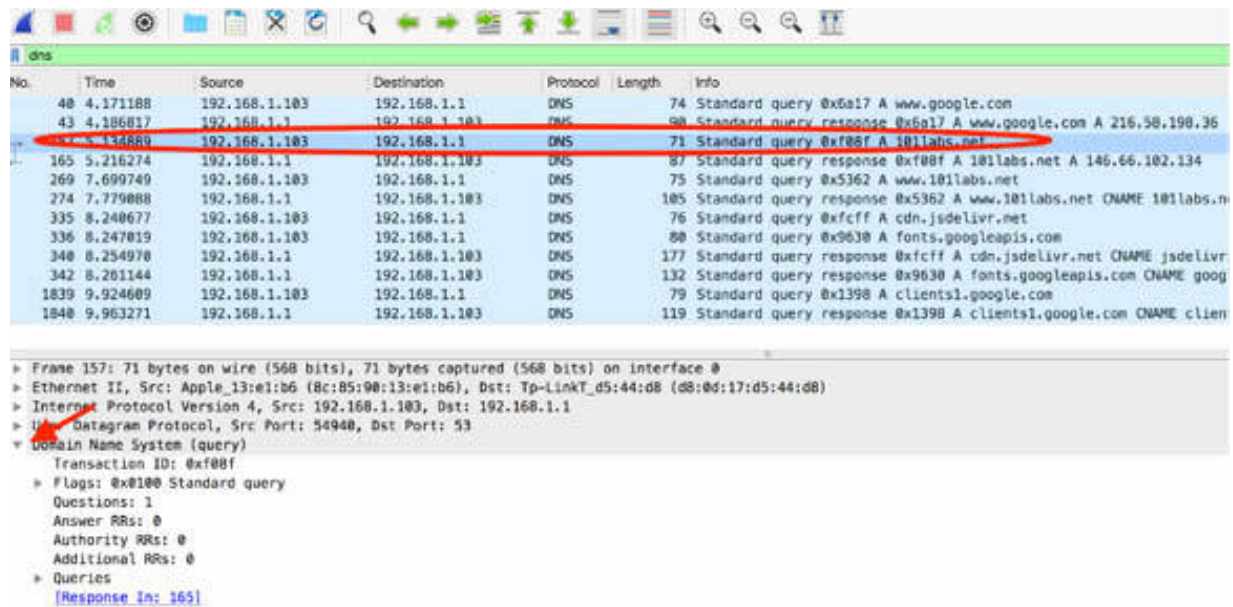 dns
No. Time Source Destination Protocol Length Info
40 4.171188 192.168.1.103 192.168.1.1 DNS 74 Standard query 0x6a17 A www.google.com
43 4.186817 192.168.1.1 192.168.1.103 DNS 90 Standard query response 0x6a17 A www.google.com A 216.58.198.36
157 5.134889 192.168.1.103 192.168.1.1 DNS 71 Standard query 0xf08f A 101labs.net
165 5.216274 192.168.1.1 192.168.1.103 DNS 87 Standard query response 0xf08f A 101labs.net A 146.66.102.134
269 7.699749 192.168.1.103 192.168.1.1 DNS 75 Standard query 0x5362 A www.101labs.net
274 7.779088 192.168.1.1 192.168.1.103 DNS 105 Standard query response 0x5362 A www.101labs.net CNAME 101labs.n
335 8.240677 192.168.1.103 192.168.1.1 DNS 76 Standard query 0xfcff A cdn.jsdelivr.net
336 8.247019 192.168.1.103 192.168.1.1 DNS 80 Standard query 0x9630 A fonts.googleapis.com
340 8.254970 192.168.1.1 192.168.1.103 DNS 177 Standard query response 0xfcff A cdn.jsdelivr.net CNAME jsdelivr
342 8.261144 192.168.1.1 192.168.1.103 DNS 132 Standard query response 0x9630 A fonts.googleapis.com CNAME goog
1839 9.924609 192.168.1.103 192.168.1.1 DNS 79 Standard query 0x1398 A clients1.google.com
1840 9.963271 192.168.1.1 192.168.1.103 DNS 119 Standard query response 0x1398 A clients1.google.com CNAME clien
Frame 157: 71 bytes on wire (568 bits), 71 bytes captured (568 bits) on interface 0
Ethernet II, Src: Apple_13:e1:b6 (8c:85:90:13:e1:b6), Dst: Tp-LinkT_d5:44:d8 (d8:0d:17:d5:44:d8)
Internet Protocol Version 4, Src: 192.168.1.103, Dst: 192.168.1.1
Datagram Protocol, Src Port: 54940, Dst Port: 53
Domain Name System (query)
Transaction ID: 0xf08f
Flags: 0x0100 Standard query
Questions: 1
Answer RRs: 0
Authority RRs: 0
Additional RRs: 0
Queries
[Response In: 165]